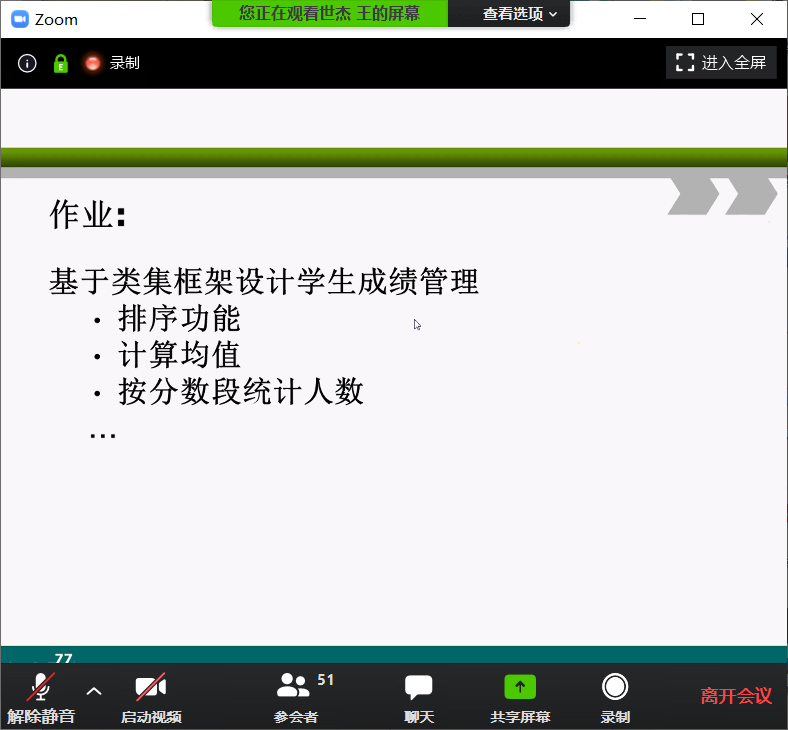 Zoom
您正在观看世杰 王的屏幕
查看选项
录制
进入全屏
作业:
基于类集框架设计学生成绩管理
• 排序功能
• 计算均值
• 按分数段统计人数
...
77
解除静音
启动视频
参会者
51
聊天
共享屏幕
录制
离开会议